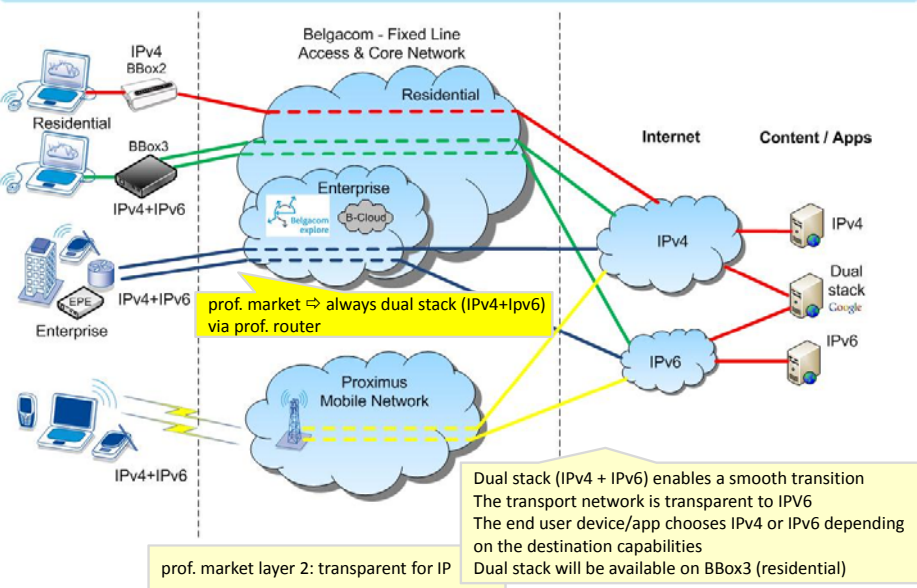 Belgacom - Fixed Line
Access & Core Network
IPv4
BBox2
Residential
Residential
BBox3
IPv4+IPv6
Internet
Content / Apps
Enterprise
Belgacom
explore
B-Cloud
IPv4
IPv4
Dual
stack
Google
IPv6
IPv6
EPE
IPv4+IPv6
Enterprise
prof. market ⇨ always dual stack (IPv4+Ipv6)
via prof. router
Proximus
Mobile Network
IPv4+IPv6
Dual stack (IPv4 + IPv6) enables a smooth transition
The transport network is transparent to IPV6
The end user device/app chooses IPv4 or IPv6 depending
on the destination capabilities
Dual stack will be available on BBox3 (residential)
prof. market layer 2: transparent for IP